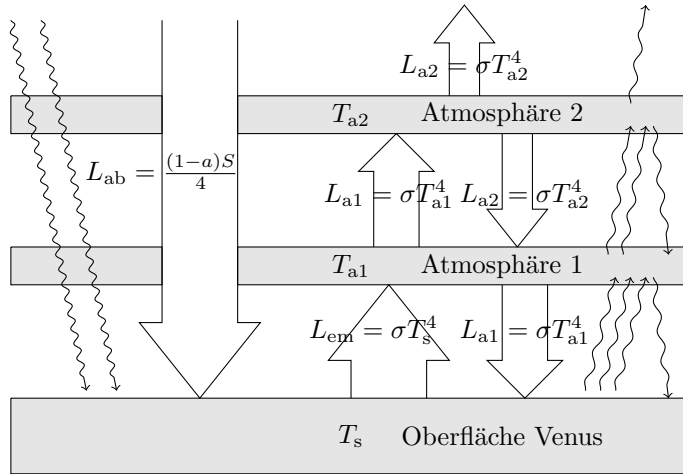 L_a2 = σT_a2^4
T_a2 Atmosphäre 2
L_ab = (1−a)S/4
L_a1 = σT_a1^4 L_a2 = σT_a2^4
T_a1 Atmosphäre 1
L_em = σT_s^4 L_a1 = σT_a1^4
T_s Oberfläche Venus